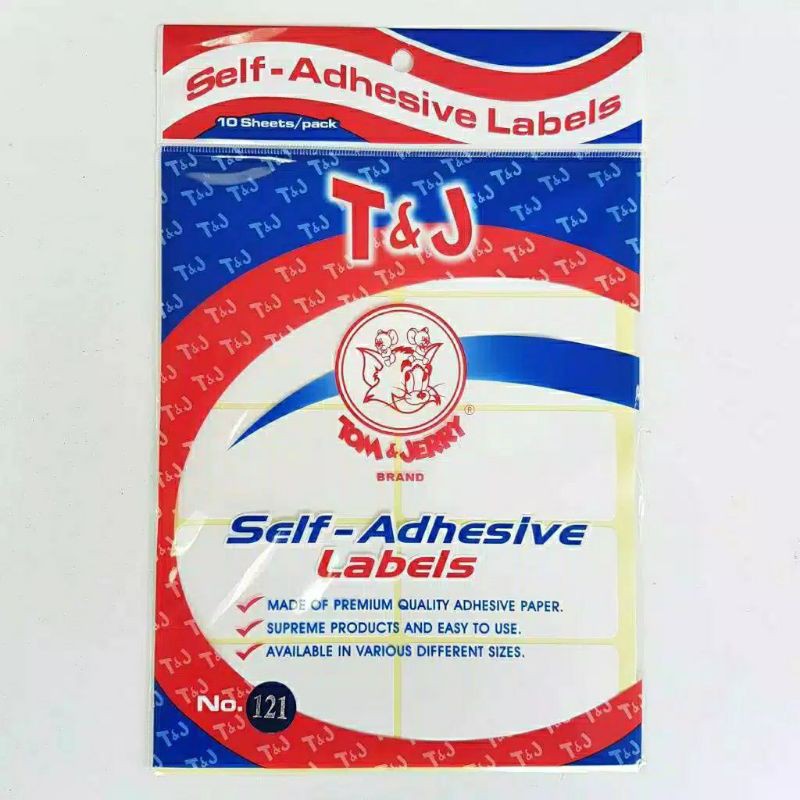 Self-Adhesive Labels
10 Sheets/pack
T&J
TOM & JERRY
®
BRAND
Self-Adhesive
Labels
MADE OF PREMIUM QUALITY ADHESIVE PAPER.
SUPREME PRODUCTS AND EASY TO USE.
AVAILABLE IN VARIOUS DIFFERENT SIZES.
No. 121